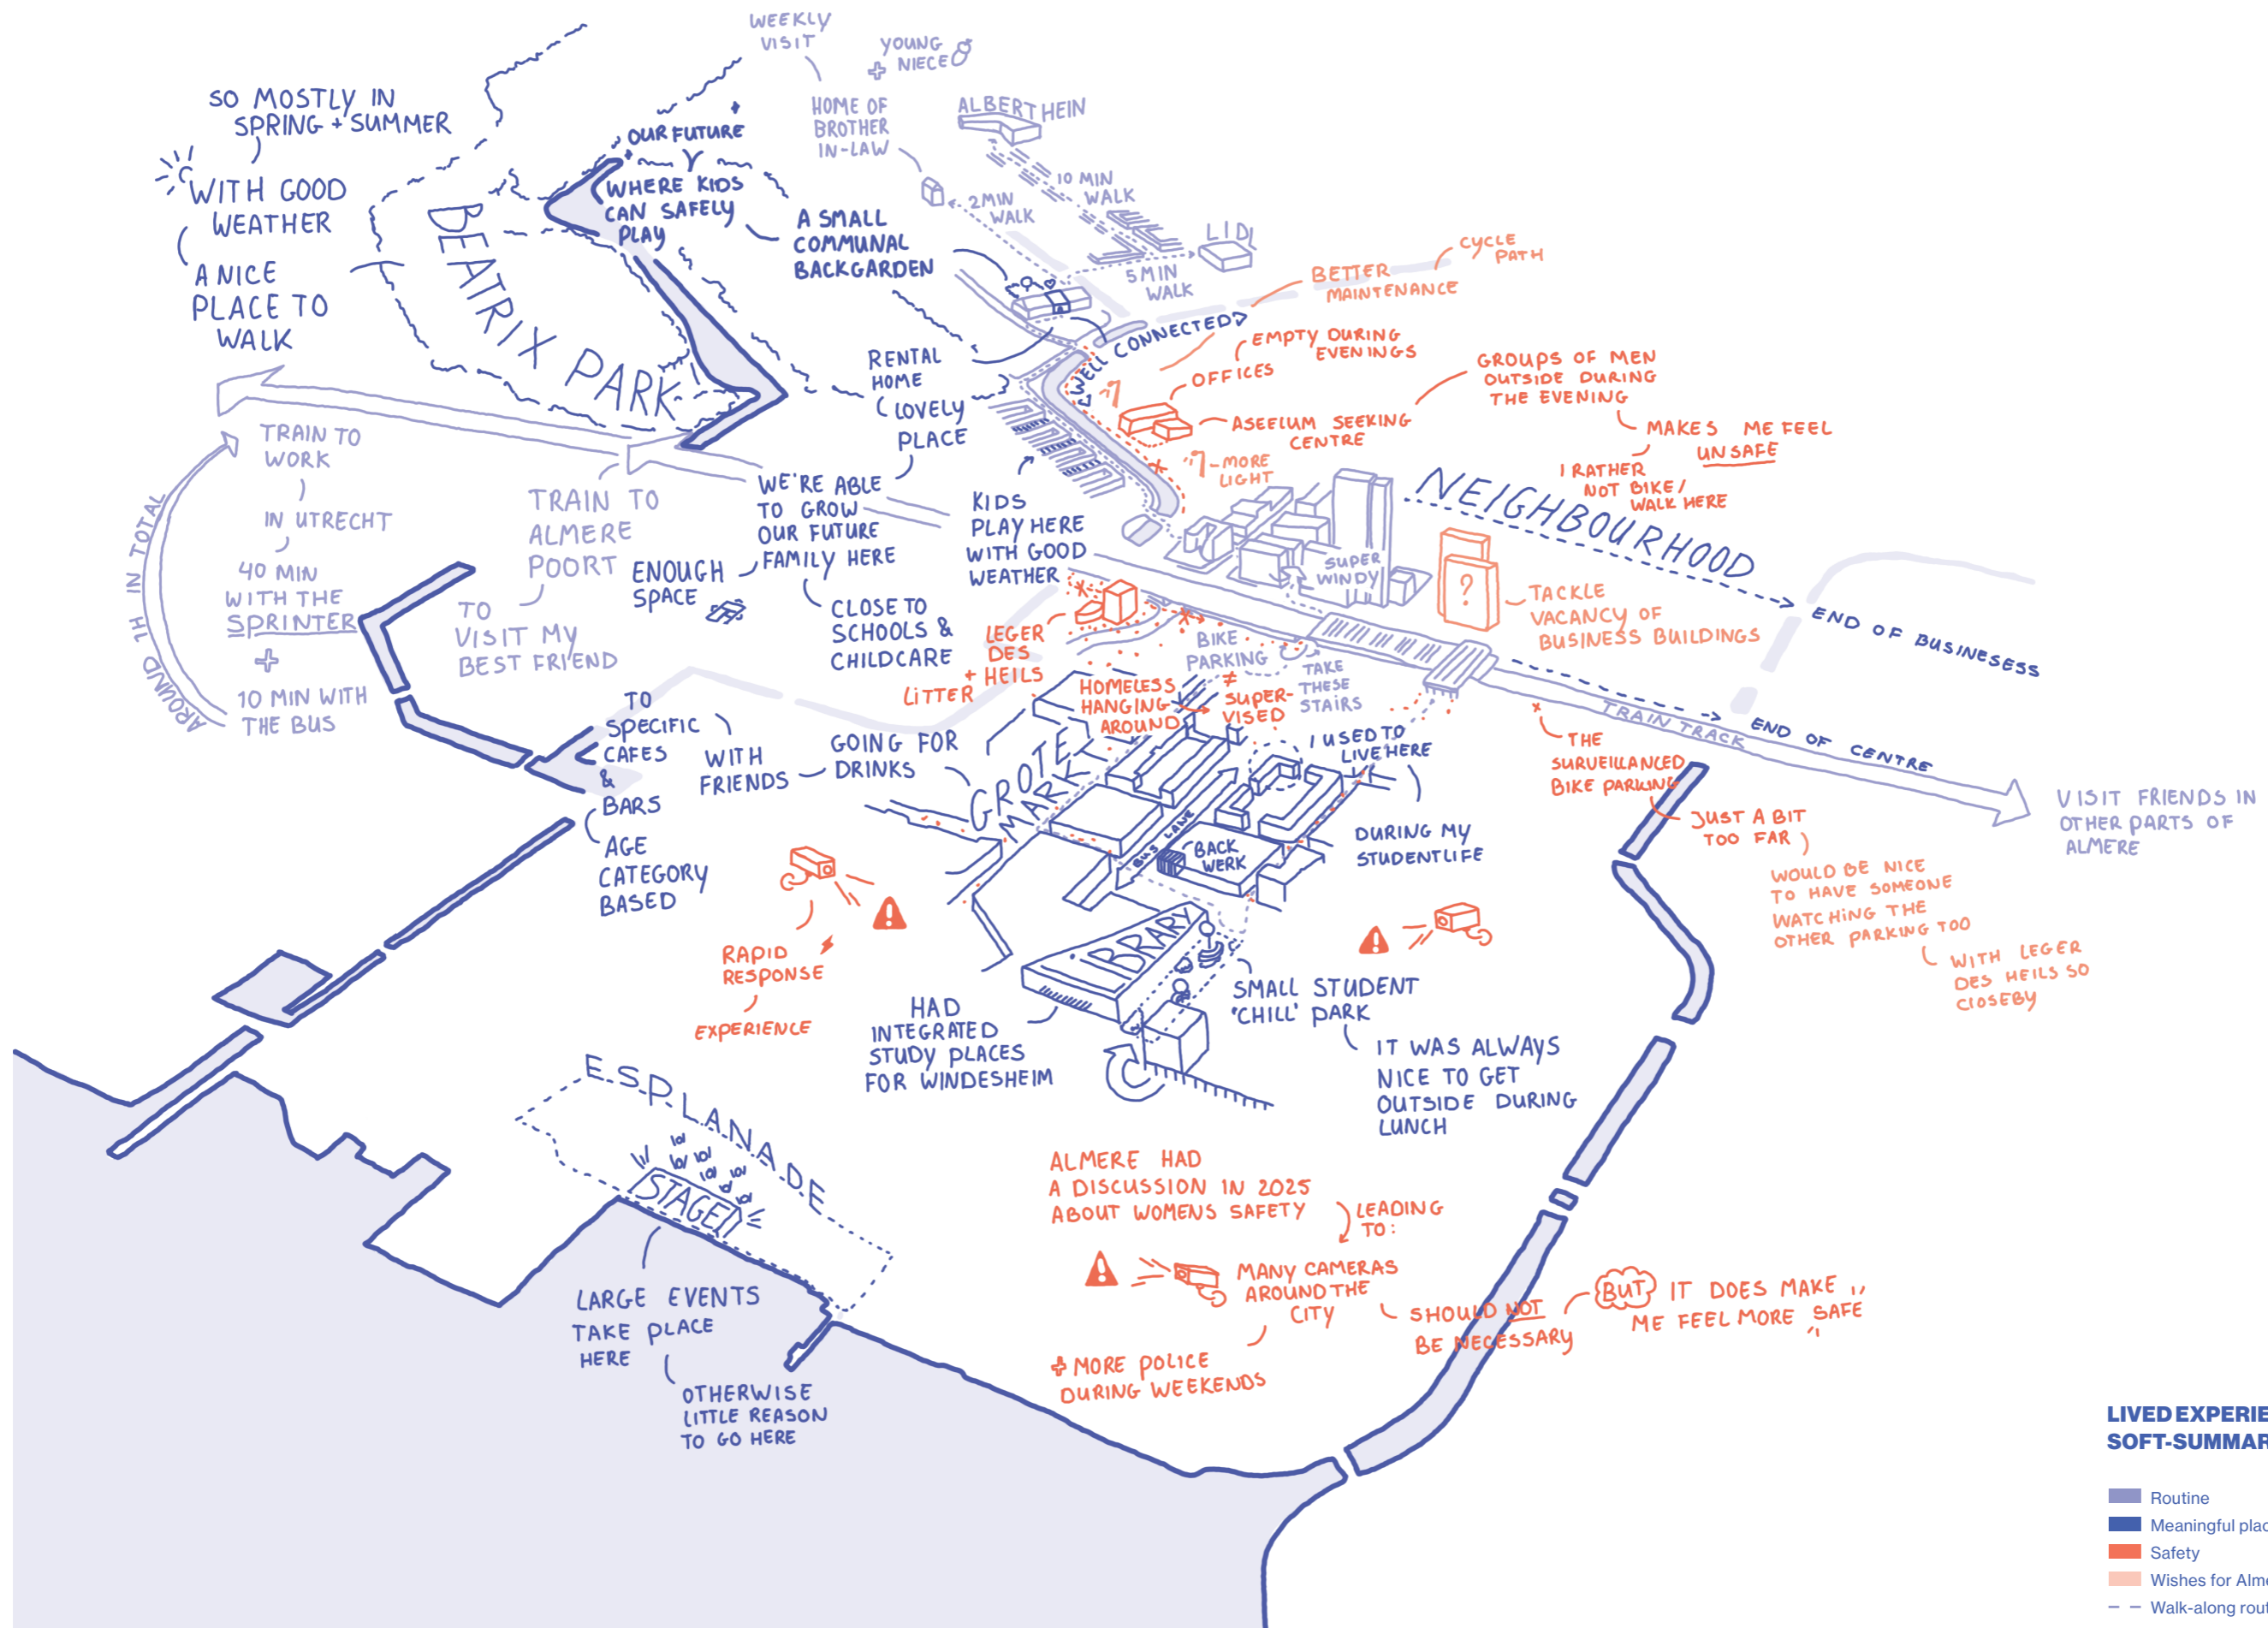 WEEKLY
VISIT
YOUNG
+ NIECE
HOME OF
BROTHER
IN-LAW
ALBERT HEIN
10 MIN
WALK
2 MIN
WALK
LIDL
5 MIN
WALK
SO MOSTLY IN
SPRING + SUMMER
WITH GOOD
WEATHER
A NICE
PLACE TO
WALK
BEATRIX PARK
OUR FUTURE
WHERE KIDS
CAN SAFELY
PLAY
A SMALL
COMMUNAL
BACKGARDEN
RENTAL
HOME
LOVELY
PLACE
WE'RE ABLE
TO GROW
OUR FUTURE
FAMILY HERE
ENOUGH
SPACE
CLOSE TO
SCHOOLS &
CHILDCARE
KIDS
PLAY HERE
WITH GOOD
WEATHER
WELL CONNECTED
BETTER
MAINTENANCE
CYCLE
PATH
EMPTY DURING
EVENINGS
OFFICES
ASEELUM SEEKING
CENTRE
GROUPS OF MEN
OUTSIDE DURING
THE EVENING
MAKES ME FEEL
UNSAFE
I RATHER
NOT BIKE/
WALK HERE
MORE
LIGHT
NEIGHBOURHOOD
END OF BUSINESESS
SUPER
WINDY
?
TACKLE
VACANCY OF
BUSINESS BUILDINGS
TRAIN TO
WORK
IN UTRECHT
40 MIN
WITH THE
SPRINTER
+
10 MIN WITH
THE BUS
AROUND 1H IN TOTAL
TRAIN TO
ALMERE
POORT
TO
VISIT MY
BEST FRIEND
LEGER
DES
HEILS
+
LITTER
HOMELESS
HANGING
AROUND
BIKE
PARKING
≠
SUPER-
VISED
TAKE
THESE
STAIRS
TRAIN TRACK
END OF CENTRE
VISIT FRIENDS IN
OTHER PARTS OF
ALMERE
THE
SURVEILLANCED
BIKE PARKING
JUST A BIT
TOO FAR
WOULD BE NICE
TO HAVE SOMEONE
WATCHING THE
OTHER PARKING TOO
WITH LEGER
DES HEILS SO
CLOSEBY
TO
SPECIFIC
CAFES
&
BARS
AGE
CATEGORY
BASED
WITH
FRIENDS
GOING FOR
DRINKS
GROTE
MARKT
I USED TO
LIVE HERE
DURING MY
STUDENTLIFE
BUS LANE
BACK
WERK
LIBRARY
HAD
INTEGRATED
STUDY PLACES
FOR WINDESHEIM
SMALL STUDENT
'CHILL' PARK
IT WAS ALWAYS
NICE TO GET
OUTSIDE DURING
LUNCH
RAPID
RESPONSE
EXPERIENCE
ESPLANADE
STAGE!
LARGE EVENTS
TAKE PLACE
HERE
OTHERWISE
LITTLE REASON
TO GO HERE
ALMERE HAD
A DISCUSSION IN 2025
ABOUT WOMENS SAFETY
LEADING
TO:
MANY CAMERAS
AROUND THE
CITY
+ MORE POLICE
DURING WEEKENDS
SHOULD NOT
BE NECESSARY
BUT IT DOES MAKE
ME FEEL MORE SAFE
LIVED EXPERIE
SOFT-SUMMAR
Routine
Meaningful plac
Safety
Wishes for Alme
Walk-along rout